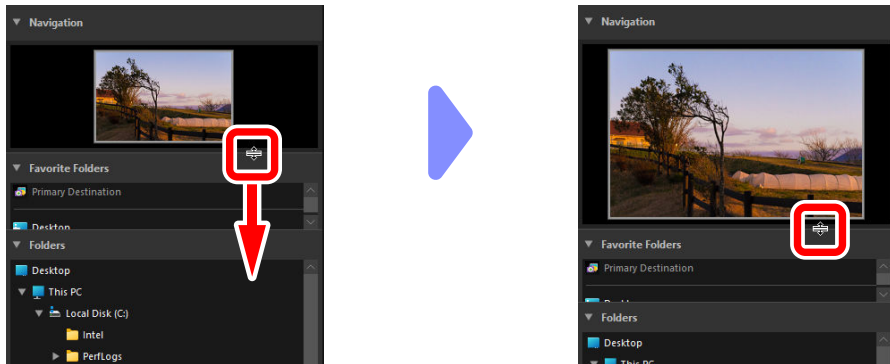 Navigation
Favorite Folders
Primary Destination
Desktop
Folders
Desktop
This PC
Local Disk (C:)
Intel
PerfLogs
Navigation
Favorite Folders
Primary Destination
Folders
Desktop
This PC